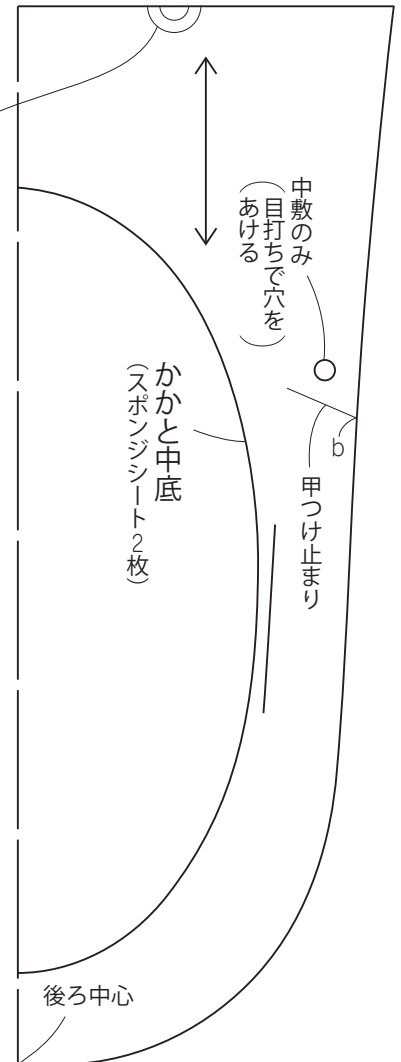 中敷のみ
（目打ちで穴を
あける）
b
甲つけ止まり
かかと中底
（スポンジシート2枚）
後ろ中心